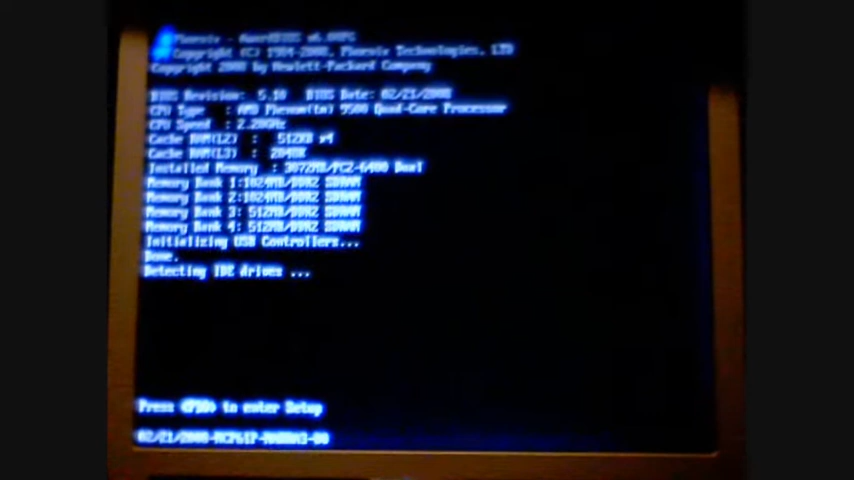 Phoenix - AwardBIOS v6.00PG
Copyright (C) 1984-2008, Phoenix Technologies, LTD
Copyright 2008 by Hewlett-Packard Company
BIOS Revision: 5.10 BIOS Date: 02/21/2008
CPU Type : AMD Phenom(tm) 9500 Quad-Core Processor
CPU Speed : 2.20GHz
Cache RAM(L2) : 512KB x4
Cache RAM(L3) : 2048K
Installed Memory : 3072MB/PC2-6400 Dual
Memory Bank 1:1024MB/DDR2 SDRAM
Memory Bank 2:1024MB/DDR2 SDRAM
Memory Bank 3: 512MB/DDR2 SDRAM
Memory Bank 4: 512MB/DDR2 SDRAM
Initializing USB Controllers...
Done.
Detecting IDE drives ...
Press <F10> to enter Setup